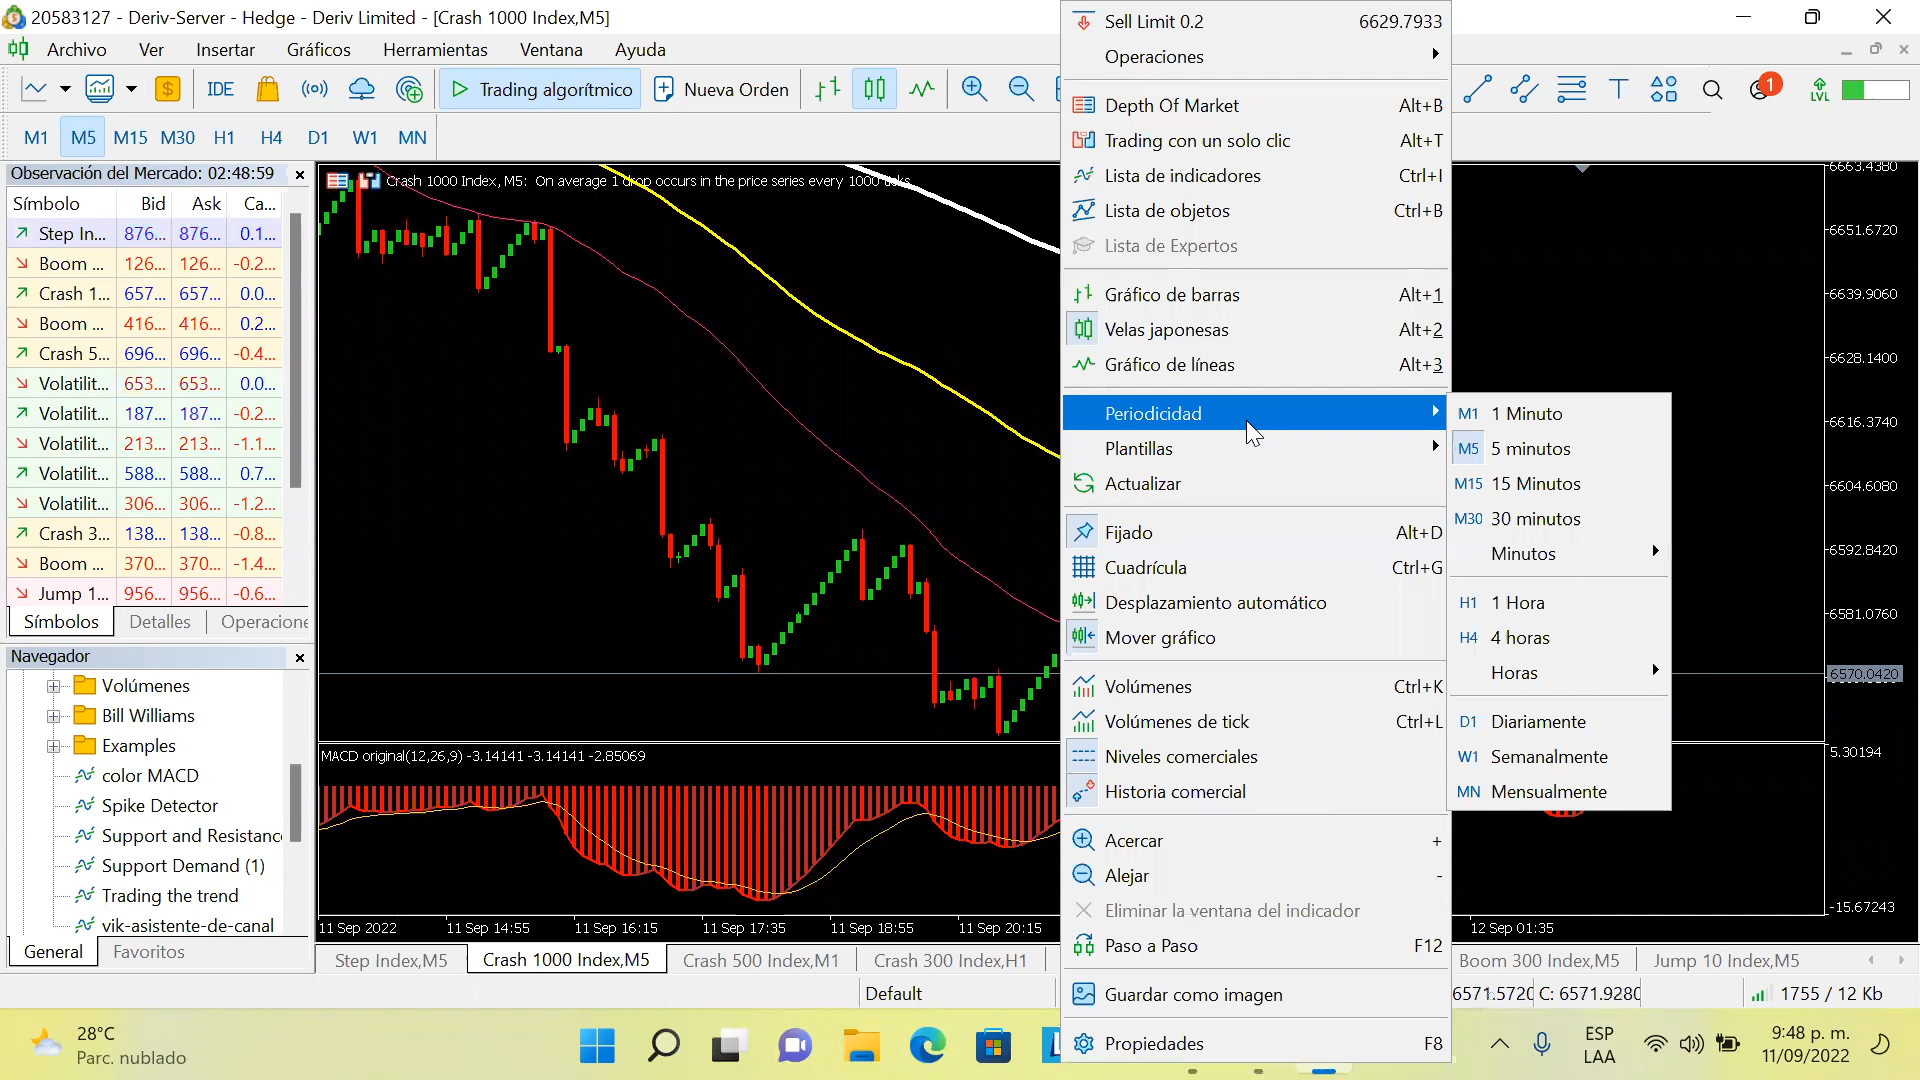 20583127 - Deriv-Server - Hedge - Deriv Limited - [Crash 1000 Index,M5]
Archivo Ver Insertar Gráficos Herramientas Ventana Ayuda
IDE Trading algorítmico Nueva Orden 1 LVL
M1 M5 M15 M30 H1 H4 D1 W1 MN
Observación del Mercado: 02:48:59
Símbolo Bid Ask Ca...
Step In... 876... 876... 0.1...
Boom ... 126... 126... -0.2...
Crash 1... 657... 657... 0.0...
Boom ... 416... 416... 0.2...
Crash 5... 696... 696... -0.4...
Volatilit... 653... 653... 0.0...
Volatilit... 187... 187... -0.2...
Volatilit... 213... 213... -1.1...
Volatilit... 588... 588... 0.7...
Volatilit... 306... 306... -1.2...
Crash 3... 138... 138... -0.8...
Boom ... 370... 370... -1.4...
Jump 1... 956... 956... -0.6...
Símbolos Detalles Operacione
Navegador
Volúmenes
Bill Williams
Examples
color MACD
Spike Detector
Support and Resistanc
Support Demand (1)
Trading the trend
vik-asistente-de-canal
General Favoritos
Crash 1000 Index, M5: On average 1 drop occurs in the price series every 1000 ticks
MACD original(12,26,9) -3.14141 -3.14141 -2.85069
11 Sep 2022 11 Sep 14:55 11 Sep 16:15 11 Sep 17:35 11 Sep 18:55 11 Sep 20:15 12 Sep 01:35
Step Index,M5 Crash 1000 Index,M5 Crash 500 Index,M1 Crash 300 Index,H1 Boom 300 Index,M5 Jump 10 Index,M5
Default 6571.5720 C: 6571.9280 1755 / 12 Kb
Sell Limit 0.2 6629.7933
Operaciones
Depth Of Market Alt+B
Trading con un solo clic Alt+T
Lista de indicadores Ctrl+I
Lista de objetos Ctrl+B
Lista de Expertos
Gráfico de barras Alt+1
Velas japonesas Alt+2
Gráfico de líneas Alt+3
Periodicidad
Plantillas
Actualizar
Fijado Alt+D
Cuadrícula Ctrl+G
Desplazamiento automático
Mover gráfico
Volúmenes Ctrl+K
Volúmenes de tick Ctrl+L
Niveles comerciales
Historia comercial
Acercar +
Alejar -
Eliminar la ventana del indicador
Paso a Paso F12
Guardar como imagen
Propiedades F8
M1 1 Minuto
M5 5 minutos
M15 15 Minutos
M30 30 minutos
Minutos
H1 1 Hora
H4 4 horas
Horas
D1 Diariamente
W1 Semanalmente
MN Mensualmente
6663.4380
6651.6720
6639.9060
6628.1400
6616.3740
6604.6080
6592.8420
6581.0760
6570.0420
5.30194
-15.67243
28°C
Parc. nublado
ESP
LAA
9:48 p. m.
11/09/2022